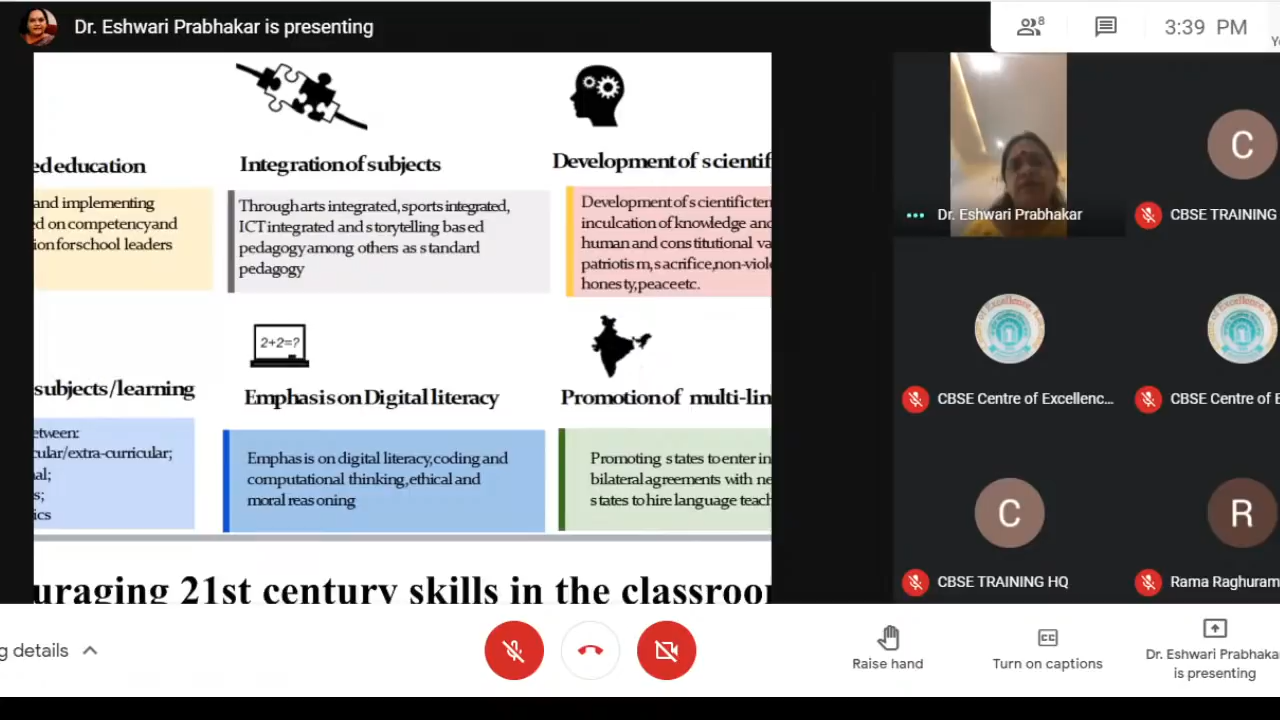 Dr. Eshwari Prabhakar is presenting
8
3:39 PM
ed education
Integration of subjects
Development of scientif
and implementing
ed on competency and
ion for school leaders
Through arts integrated, sports integrated,
ICT integrated and storytelling based
pedagogy among others as standard
pedagogy
Development of scientific ten
inculcation of knowledge and
human and constitutional va
patriotism, sacrifice, non-viole
honesty, peace etc.
2+2=?
subjects/learning
Emphasis on Digital literacy
Promotion of multi-lin
etween:
cular/extra-curricular;
al;
s;
ics
Emphasis on digital literacy, coding and
computational thinking, ethical and
moral reasoning
Promoting states to enter in
bilateral agreements with ne
states to hire language teach
uraging 21st century skills in the classroo
Dr. Eshwari Prabhakar
C
CBSE TRAINING
CBSE Centre of Excellenc...
CBSE Centre of E
C
CBSE TRAINING HQ
R
Rama Raghuram
g details
Raise hand
CC
Turn on captions
Dr. Eshwari Prabhaka
is presenting